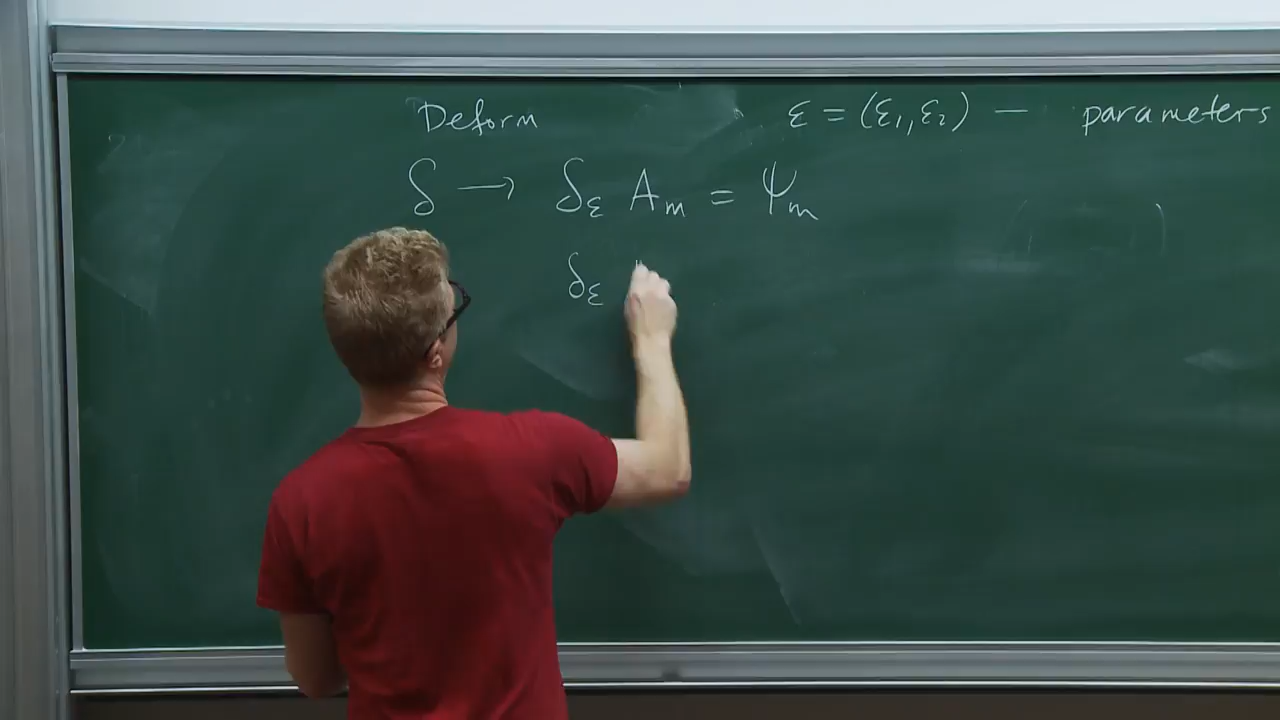 Deform ε = (ε₁, ε₂) — parameters
δ → δ_ε A_m = ψ_m
δ_ε